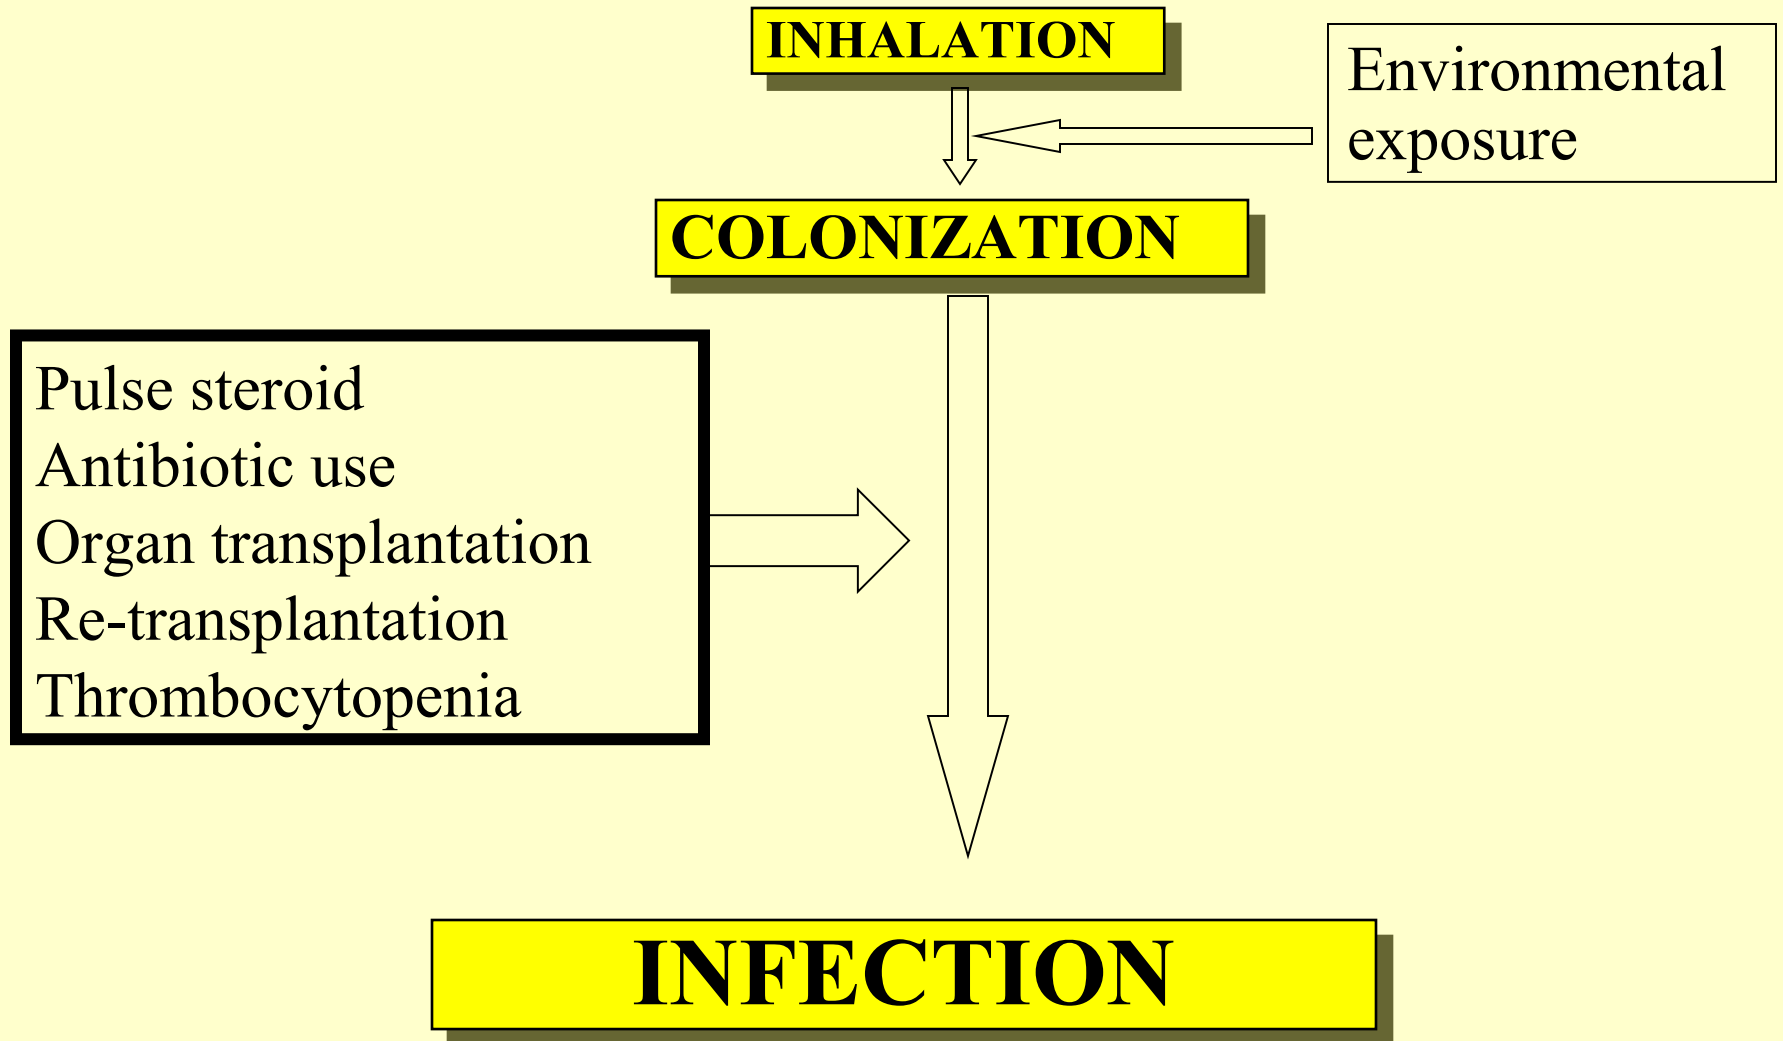 INHALATION
Environmental
exposure
COLONIZATION
Pulse steroid
Antibiotic use
Organ transplantation
Re-transplantation
Thrombocytopenia
INFECTION